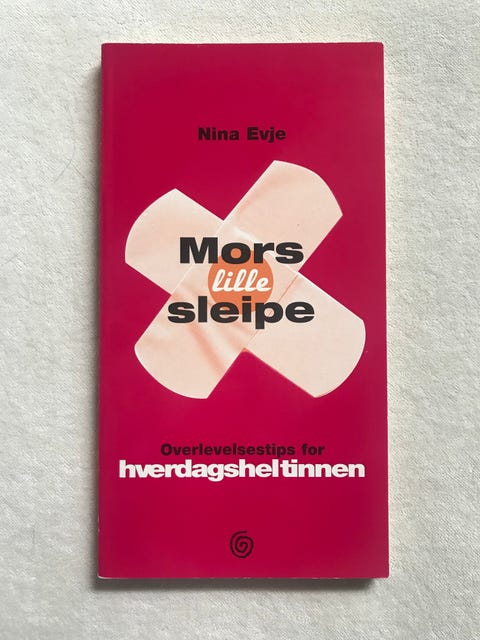 Nina Evje
Mors
lille
sleipe
Overlevelsestips for
hverdagsheltinnen